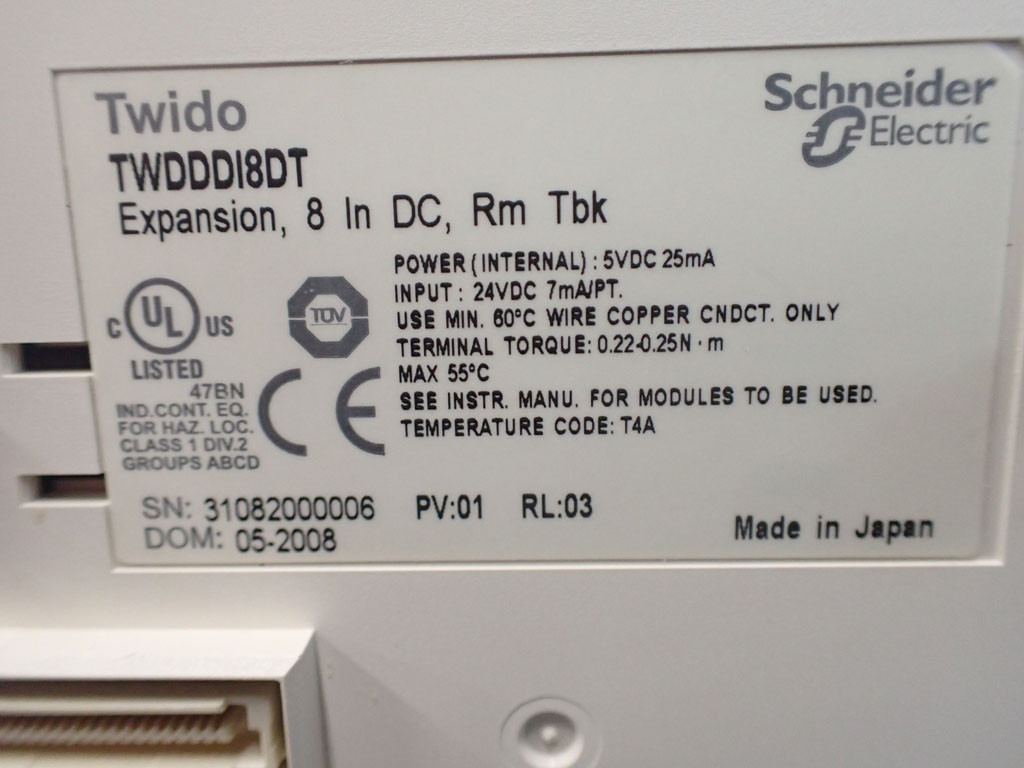 Twido
Schneider
Electric
TWDDDI8DT
Expansion, 8 In DC, Rm Tbk
POWER (INTERNAL) : 5VDC 25mA
INPUT : 24VDC 7mA/PT.
USE MIN. 60°C WIRE COPPER CNDCT. ONLY
TERMINAL TORQUE: 0.22-0.25N · m
MAX 55°C
SEE INSTR. MANU. FOR MODULES TO BE USED.
TEMPERATURE CODE: T4A
C UL US
LISTED
TÜV
47BN
IND.CONT. EQ.
FOR HAZ. LOC.
CLASS 1 DIV.2
GROUPS ABCD
CE
SN: 31082000006 PV:01 RL:03
DOM: 05-2008
Made in Japan